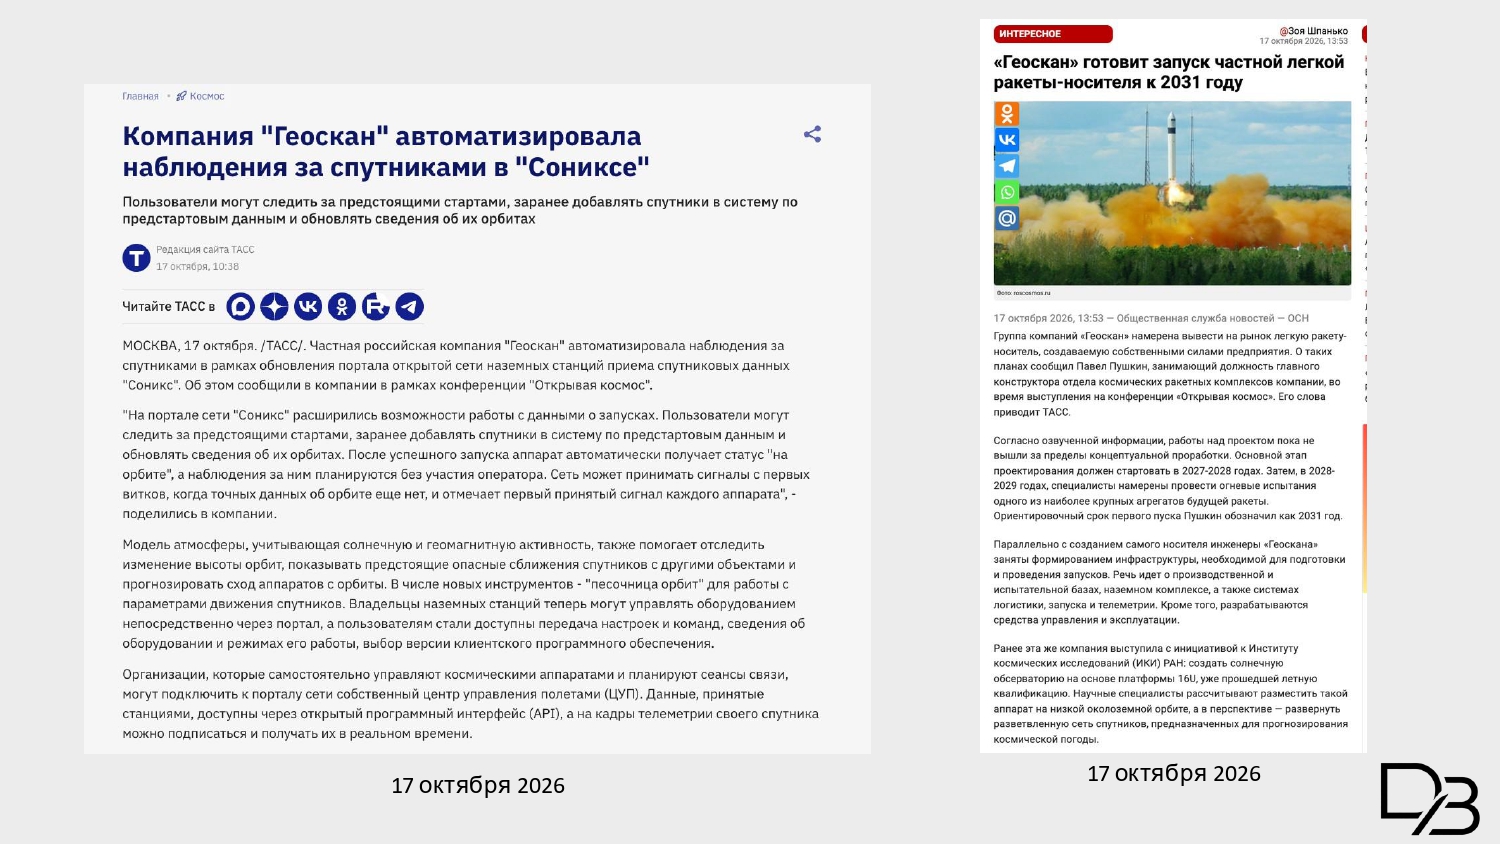 Главная • Космос
Компания "Геоскан" автоматизировала
наблюдения за спутниками в "Сониксе"
Пользователи могут следить за предстоящими стартами, заранее добавлять спутники в систему по
предстартовым данным и обновлять сведения об их орбитах
Редакция сайта ТАСС
17 октября, 10:38
Читайте ТАСС в
МОСКВА, 17 октября. /ТАСС/. Частная российская компания "Геоскан" автоматизировала наблюдения за
спутниками в рамках обновления портала открытой сети наземных станций приема спутниковых данных
"Соникс". Об этом сообщили в компании в рамках конференции "Открывая космос".
"На портале сети "Соникс" расширились возможности работы с данными о запусках. Пользователи могут
следить за предстоящими стартами, заранее добавлять спутники в систему по предстартовым данным и
обновлять сведения об их орбитах. После успешного запуска аппарат автоматически получает статус "на
орбите", а наблюдения за ним планируются без участия оператора. Сеть может принимать сигналы с первых
витков, когда точных данных об орбите еще нет, и отмечает первый принятый сигнал каждого аппарата", -
поделились в компании.
Модель атмосферы, учитывающая солнечную и геомагнитную активность, также помогает отследить
изменение высоты орбит, показывать предстоящие опасные сближения спутников с другими объектами и
прогнозировать сход аппаратов с орбиты. В числе новых инструментов - "песочница орбит" для работы с
параметрами движения спутников. Владельцы наземных станций теперь могут управлять оборудованием
непосредственно через портал, а пользователям стали доступны передача настроек и команд, сведения об
оборудовании и режимах его работы, выбор версии клиентского программного обеспечения.
Организации, которые самостоятельно управляют космическими аппаратами и планируют сеансы связи,
могут подключить к порталу сети собственный центр управления полетами (ЦУП). Данные, принятые
станциями, доступны через открытый программный интерфейс (API), а на кадры телеметрии своего спутника
можно подписаться и получать их в реальном времени.
17 октября 2026
ИНТЕРЕСНОЕ
@Зоя Шпанько
17 октября 2026, 13:53
«Геоскан» готовит запуск частной легкой
ракеты-носителя к 2031 году
Фото: roscosmos.ru
17 октября 2026, 13:53 — Общественная служба новостей — ОСН
Группа компаний «Геоскан» намерена вывести на рынок легкую ракету-
носитель, создаваемую собственными силами предприятия. О таких
планах сообщил Павел Пушкин, занимающий должность главного
конструктора отдела космических ракетных комплексов компании, во
время выступления на конференции «Открывая космос». Его слова
приводит ТАСС.
Согласно озвученной информации, работы над проектом пока не
вышли за пределы концептуальной проработки. Основной этап
проектирования должен стартовать в 2027-2028 годах. Затем, в 2028-
2029 годах, специалисты намерены провести огневые испытания
одного из наиболее крупных агрегатов будущей ракеты.
Ориентировочный срок первого пуска Пушкин обозначил как 2031 год.
Параллельно с созданием самого носителя инженеры «Геоскана»
заняты формированием инфраструктуры, необходимой для подготовки
и проведения запусков. Речь идет о производственной и
испытательной базах, наземном комплексе, а также системах
логистики, запуска и телеметрии. Кроме того, разрабатываются
средства управления и эксплуатации.
Ранее эта же компания выступила с инициативой к Институту
космических исследований (ИКИ) РАН: создать солнечную
обсерваторию на основе платформы 16U, уже прошедшей летную
квалификацию. Научные специалисты рассчитывают разместить такой
аппарат на низкой околоземной орбите, а в перспективе — развернуть
разветвленную сеть спутников, предназначенных для прогнозирования
космической погоды.
17 октября 2026